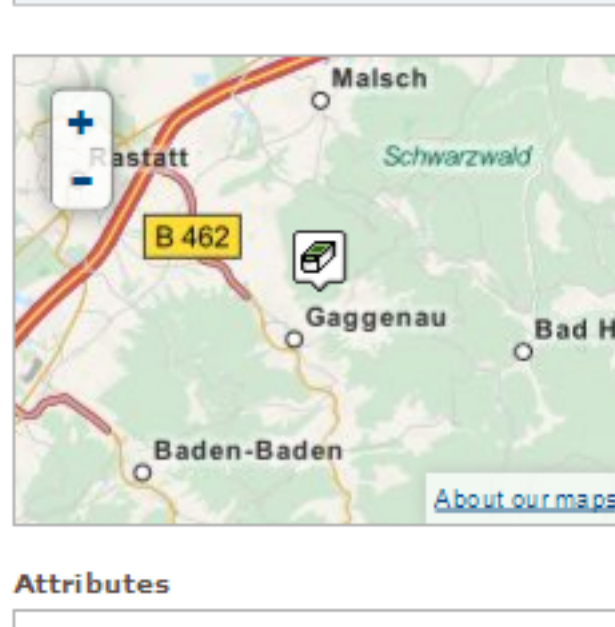 Malsch
+
Rastatt
Schwarzwald
-
B 462
Gaggenau
Bad H
Baden-Baden
About our maps
Attributes